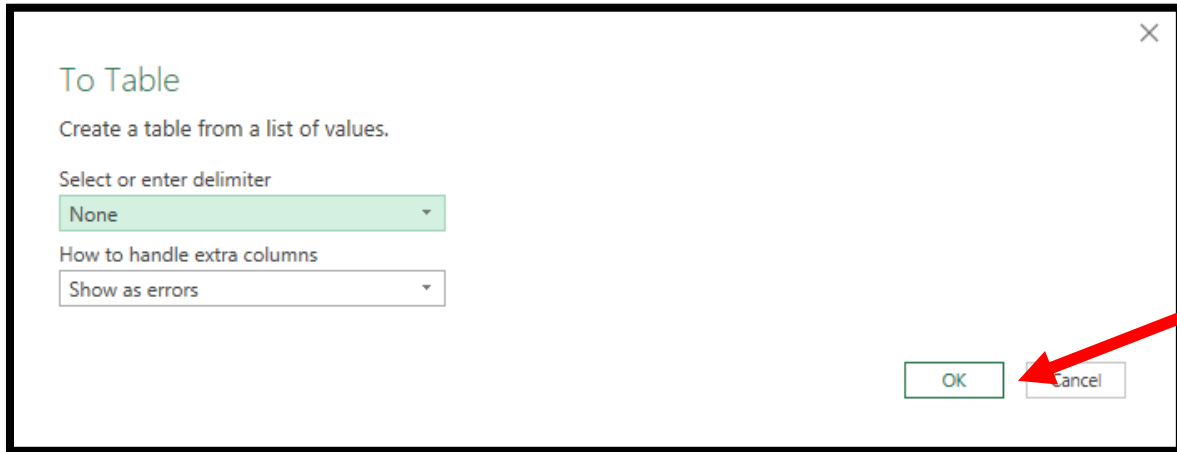 To Table
Create a table from a list of values.
Select or enter delimiter
None
How to handle extra columns
Show as errors
OK
Cancel